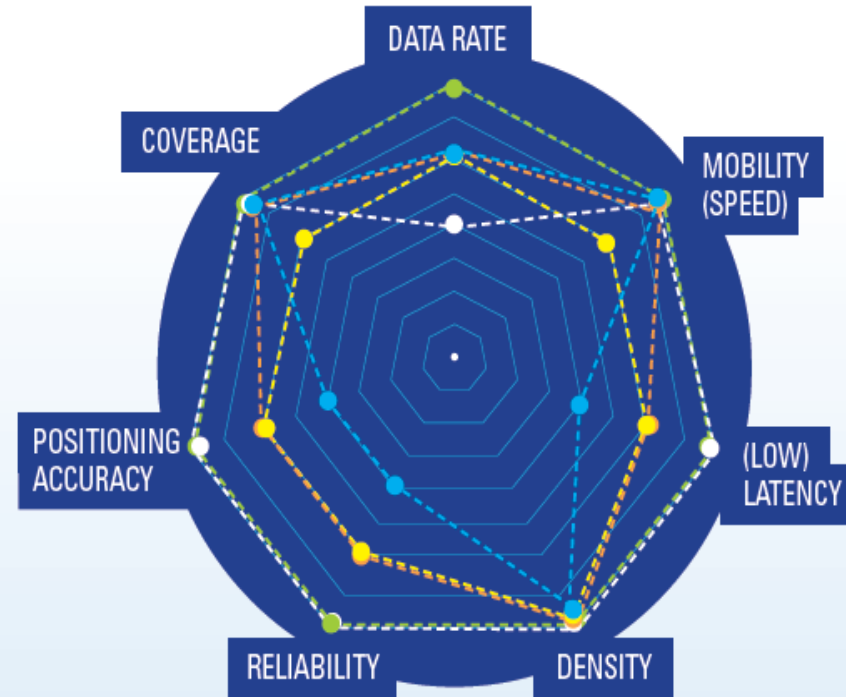 DATA RATE
COVERAGE
MOBILITY
(SPEED)
POSITIONING
ACCURACY
(LOW)
LATENCY
RELIABILITY
DENSITY